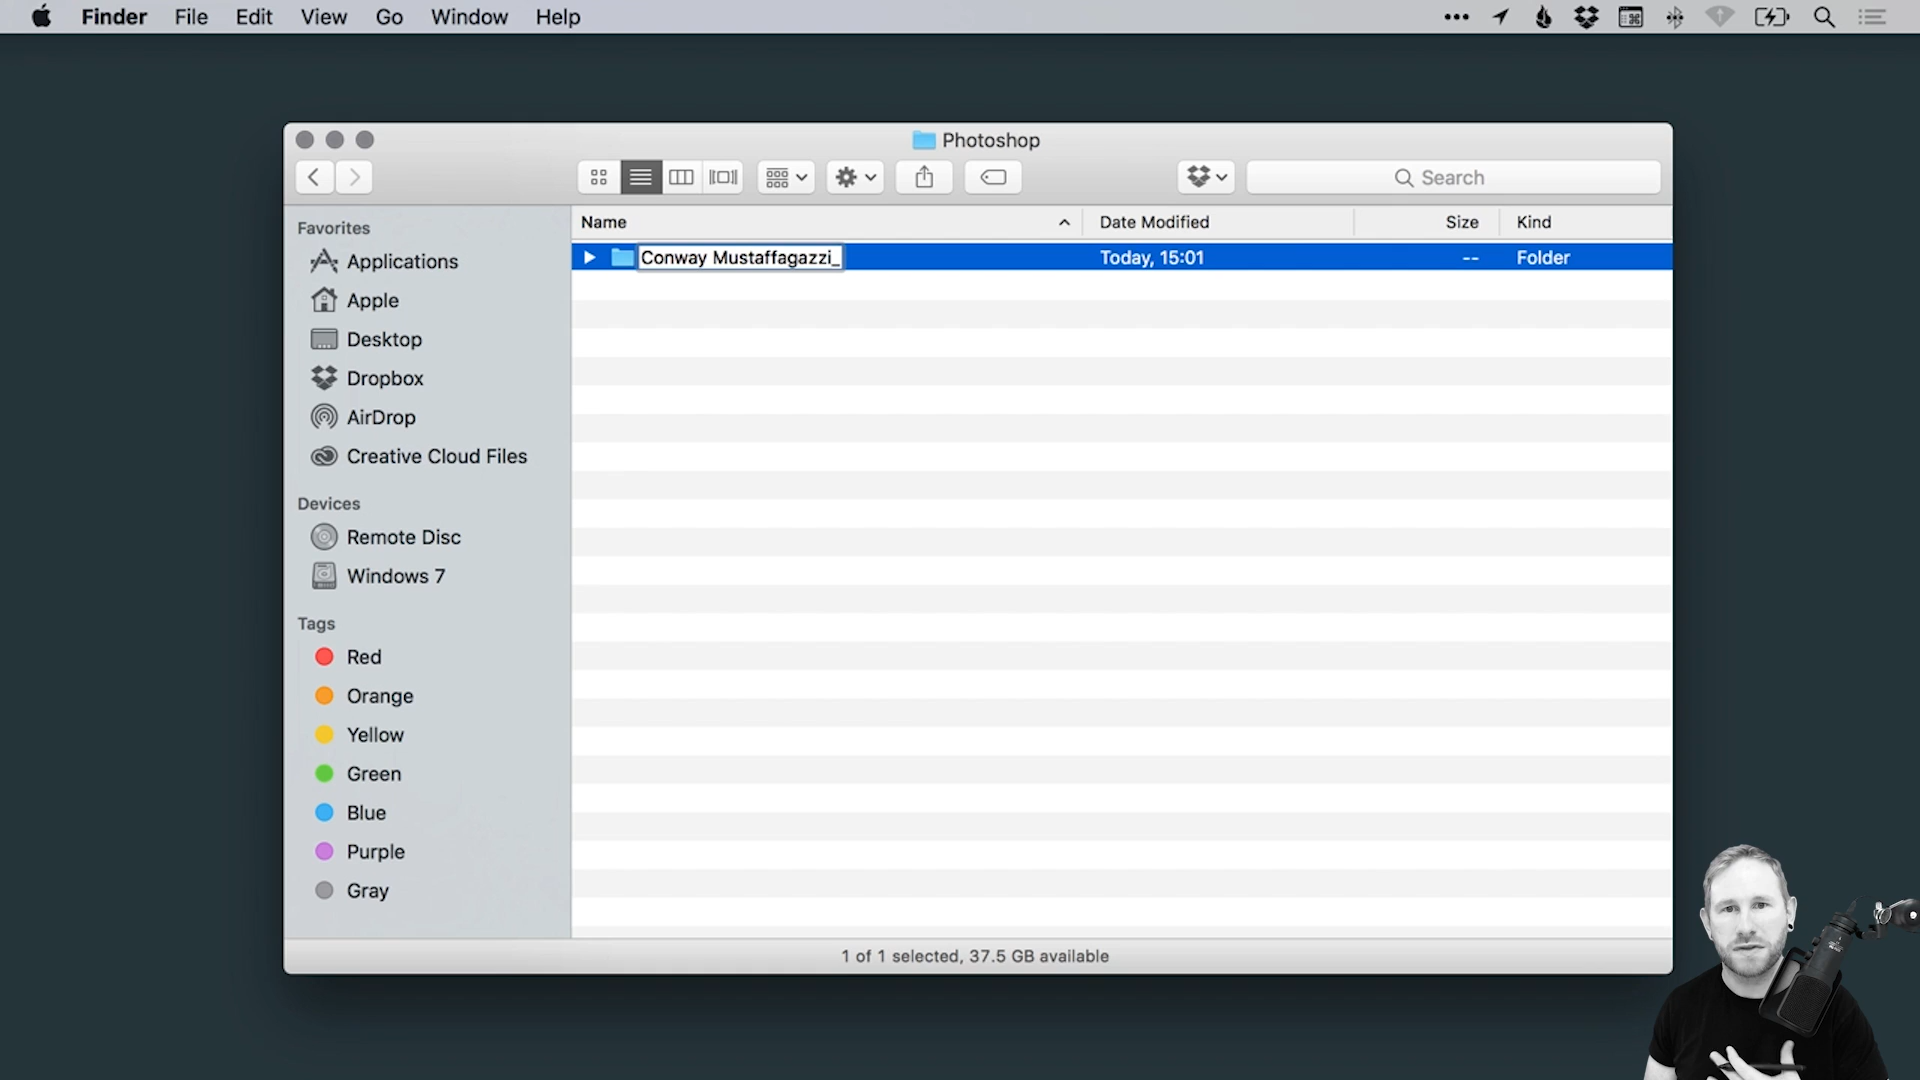 Finder File Edit View Go Window Help
Photoshop
Search
Favorites
Applications
Apple
Desktop
Dropbox
AirDrop
Creative Cloud Files
Devices
Remote Disc
Windows 7
Tags
Red
Orange
Yellow
Green
Blue
Purple
Gray
Name Date Modified Size Kind
Conway Mustaffagazzi_ Today, 15:01 -- Folder
1 of 1 selected, 37.5 GB available